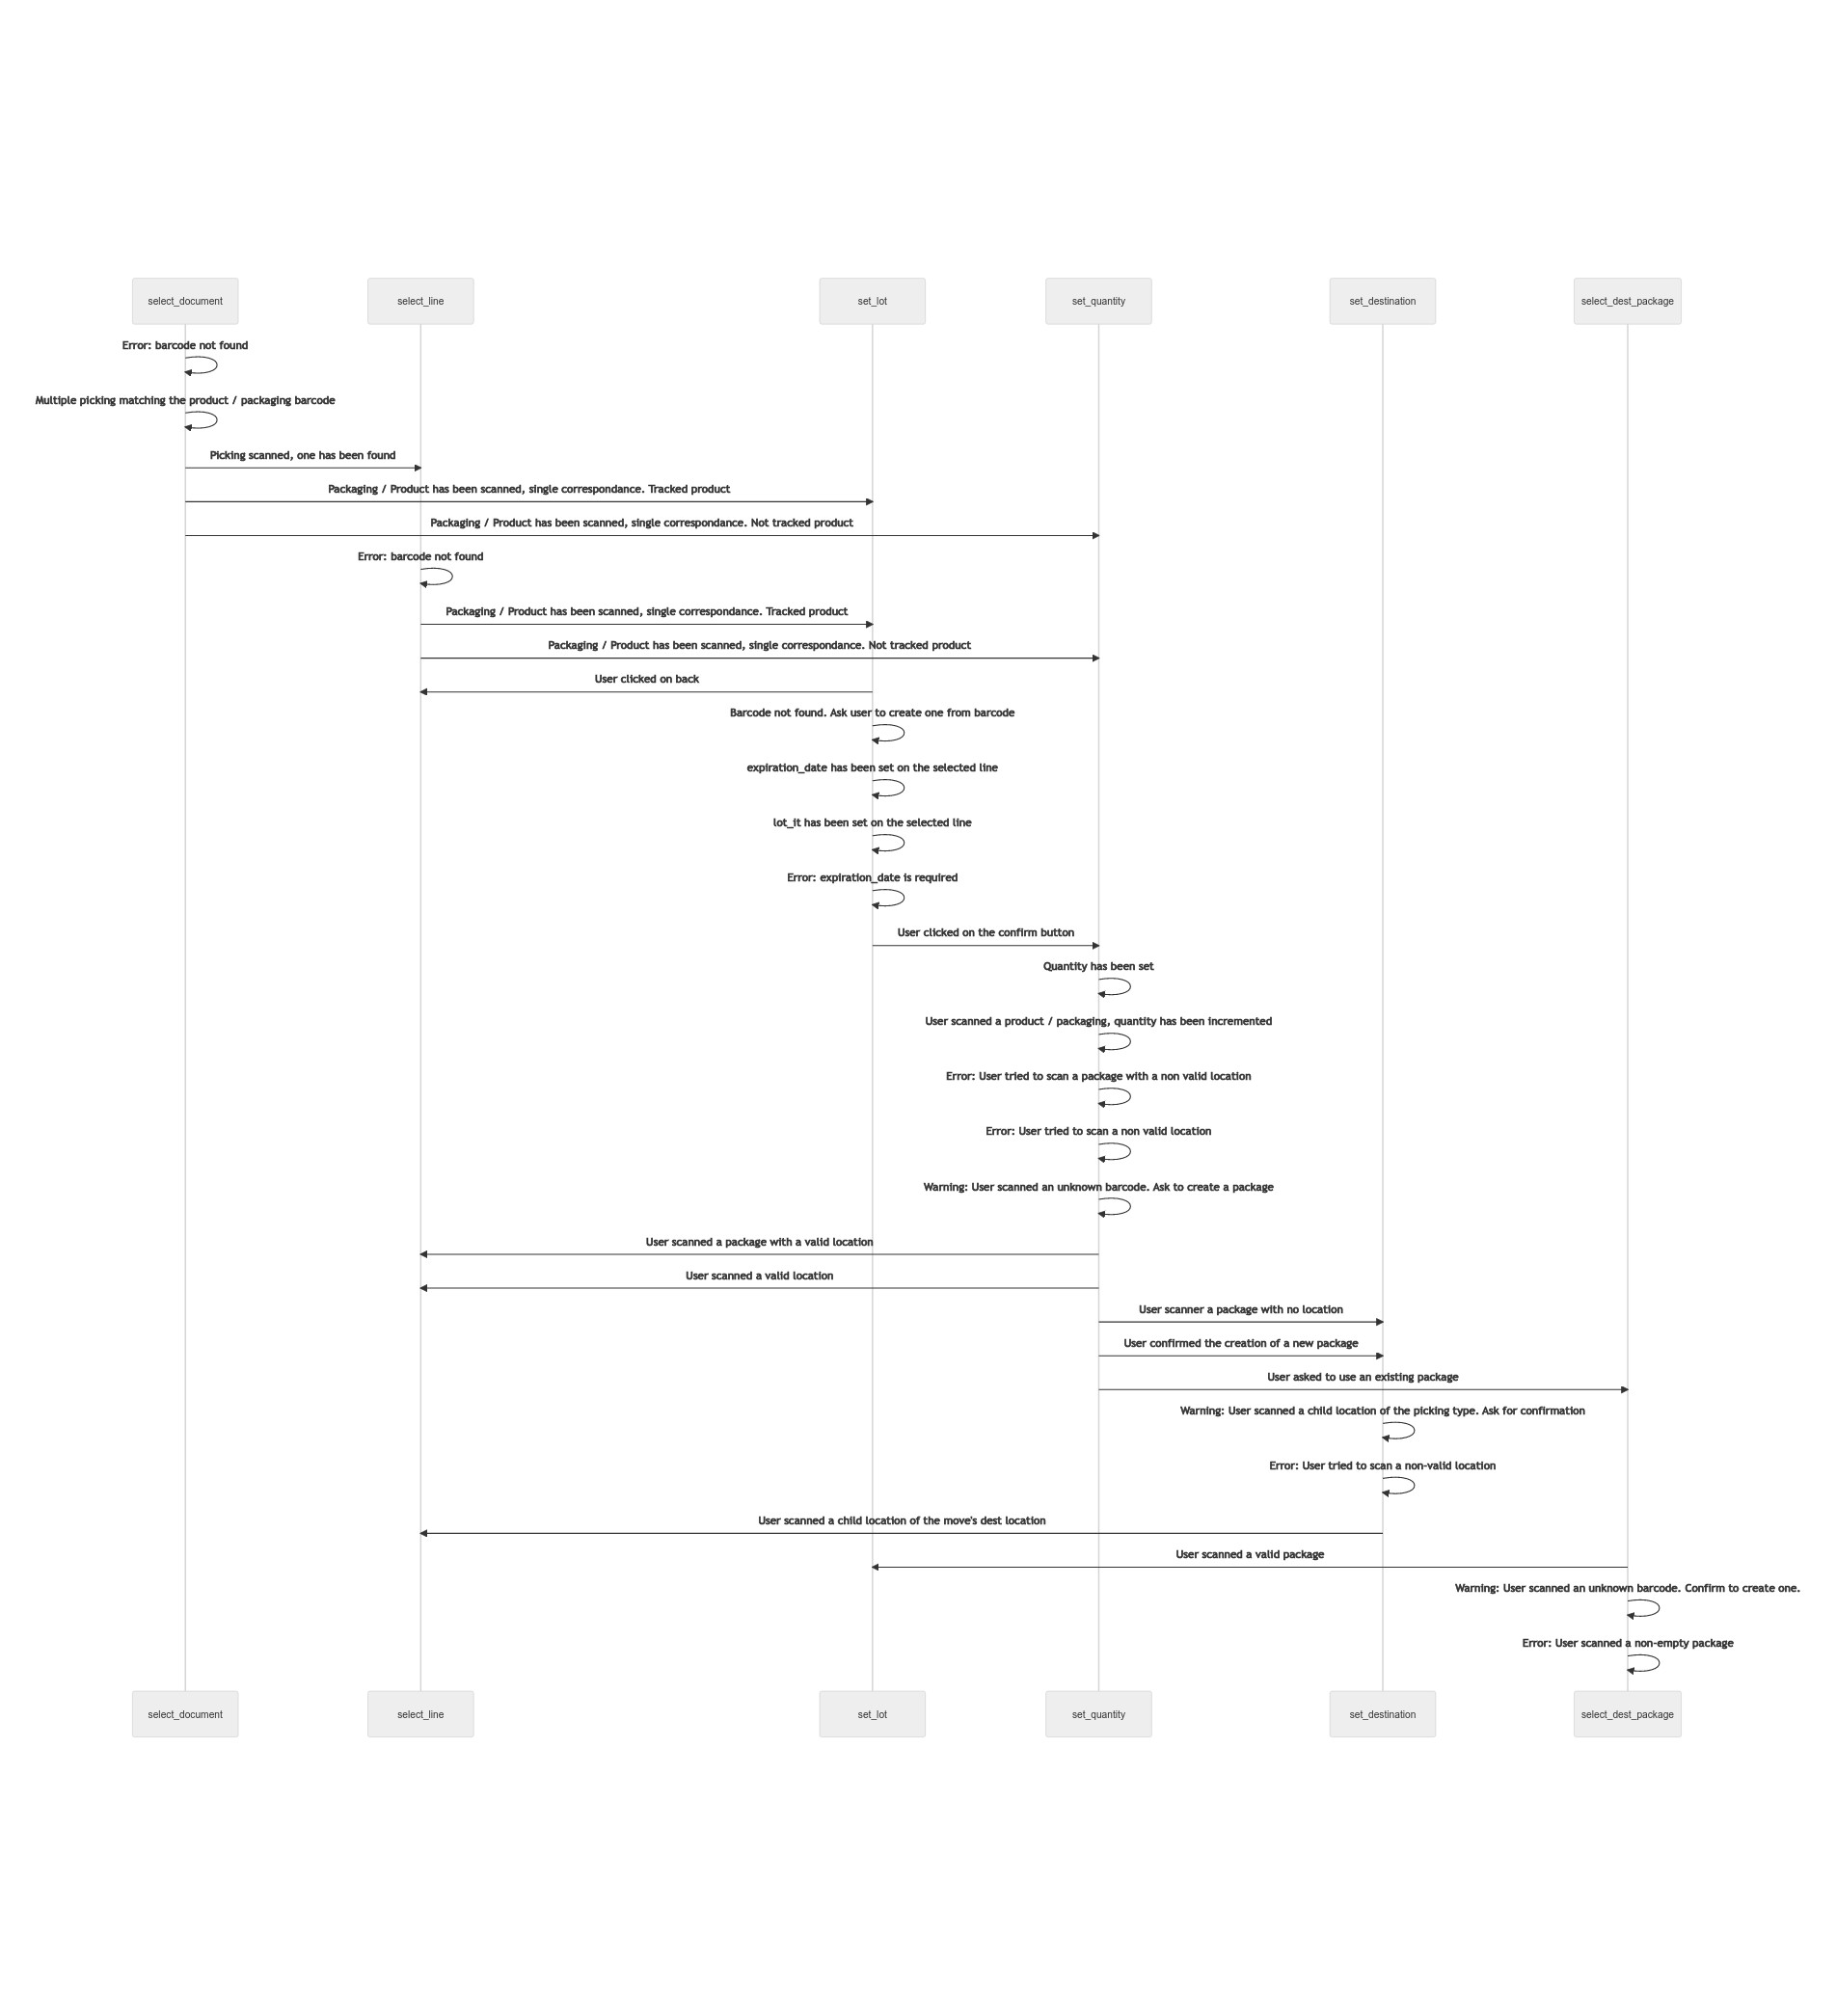 select_document
select_line
set_lot
set_quantity
set_destination
select_dest_package
Error: barcode not found
Multiple picking matching the product / packaging barcode
Picking scanned, one has been found
Packaging / Product has been scanned, single correspondance. Tracked product
Packaging / Product has been scanned, single correspondance. Not tracked product
Error: barcode not found
Packaging / Product has been scanned, single correspondance. Tracked product
Packaging / Product has been scanned, single correspondance. Not tracked product
User clicked on back
Barcode not found. Ask user to create one from barcode
expiration_date has been set on the selected line
lot_it has been set on the selected line
Error: expiration_date is required
User clicked on the confirm button
Quantity has been set
User scanned a product / packaging, quantity has been incremented
Error: User tried to scan a package with a non valid location
Error: User tried to scan a non valid location
Warning: User scanned an unknown barcode. Ask to create a package
User scanned a package with a valid location
User scanned a valid location
User scanner a package with no location
User confirmed the creation of a new package
User asked to use an existing package
Warning: User scanned a child location of the picking type. Ask for confirmation
Error: User tried to scan a non-valid location
User scanned a child location of the move's dest location
User scanned a valid package
Warning: User scanned an unknown barcode. Confirm to create one.
Error: User scanned a non-empty package
select_document
select_line
set_lot
set_quantity
set_destination
select_dest_package